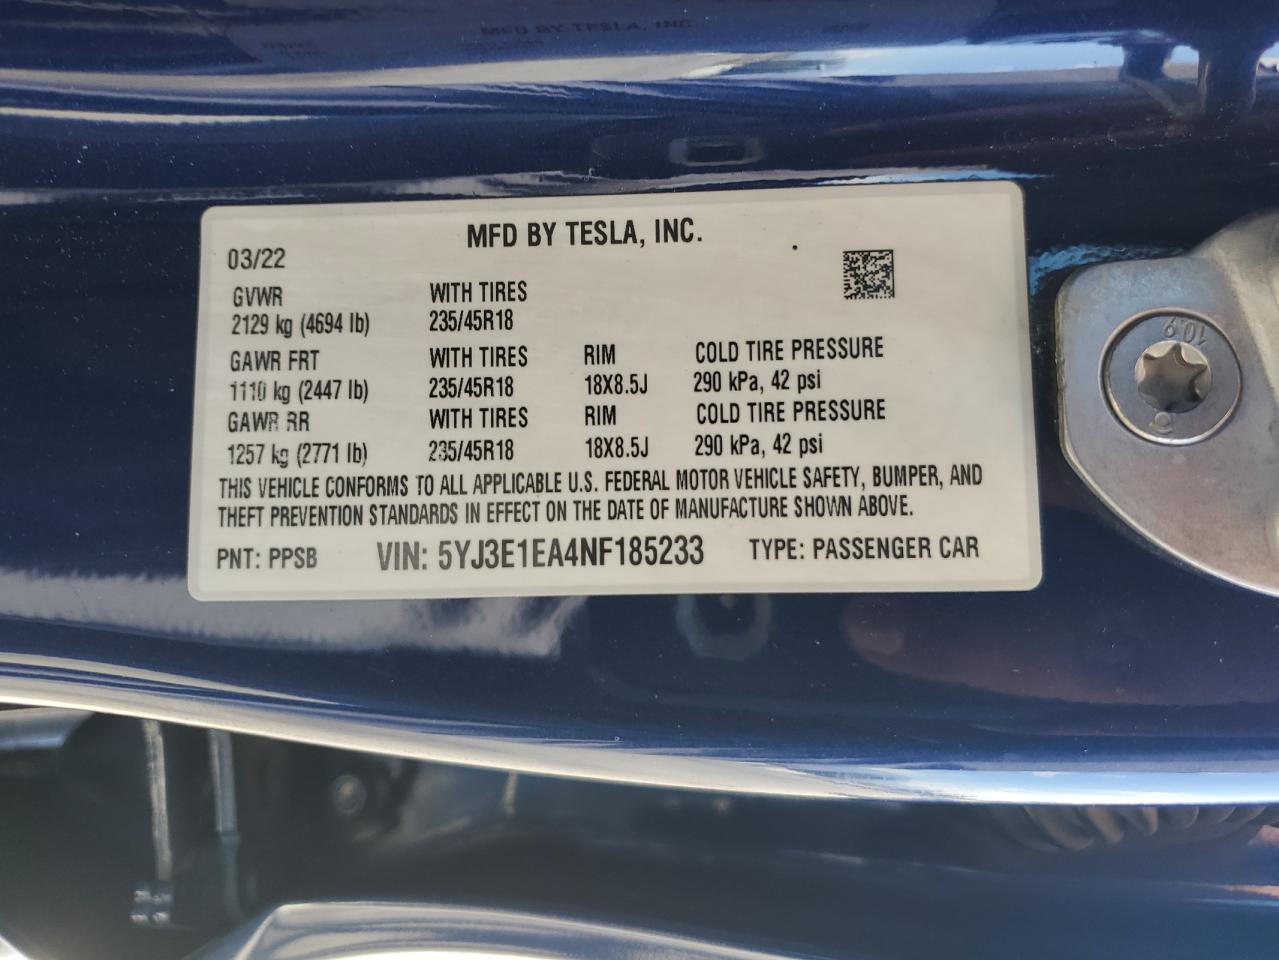 MFD BY TESLA, INC.
03/22
GVWR WITH TIRES
2129 kg (4694 lb) 235/45R18
GAWR FRT WITH TIRES RIM COLD TIRE PRESSURE
1110 kg (2447 lb) 235/45R18 18X8.5J 290 kPa, 42 psi
GAWR RR WITH TIRES RIM COLD TIRE PRESSURE
1257 kg (2771 lb) 235/45R18 18X8.5J 290 kPa, 42 psi
THIS VEHICLE CONFORMS TO ALL APPLICABLE U.S. FEDERAL MOTOR VEHICLE SAFETY, BUMPER, AND
THEFT PREVENTION STANDARDS IN EFFECT ON THE DATE OF MANUFACTURE SHOWN ABOVE.
PNT: PPSB VIN: 5YJ3E1EA4NF185233 TYPE: PASSENGER CAR
10.9